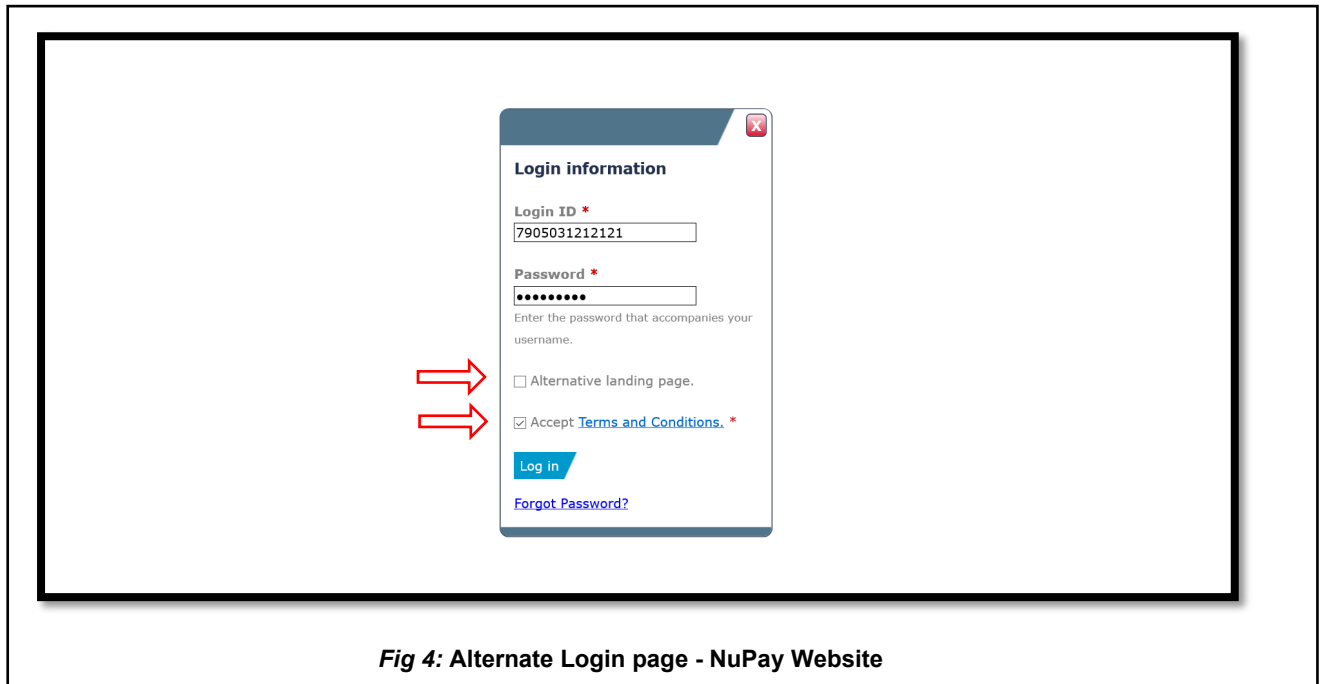 X
Login information
Login ID *
7905031212121
Password *
•••••••••
Enter the password that accompanies your
username.
Alternative landing page.
Accept Terms and Conditions. *
Log in
Forgot Password?
Fig 4: Alternate Login page - NuPay Website